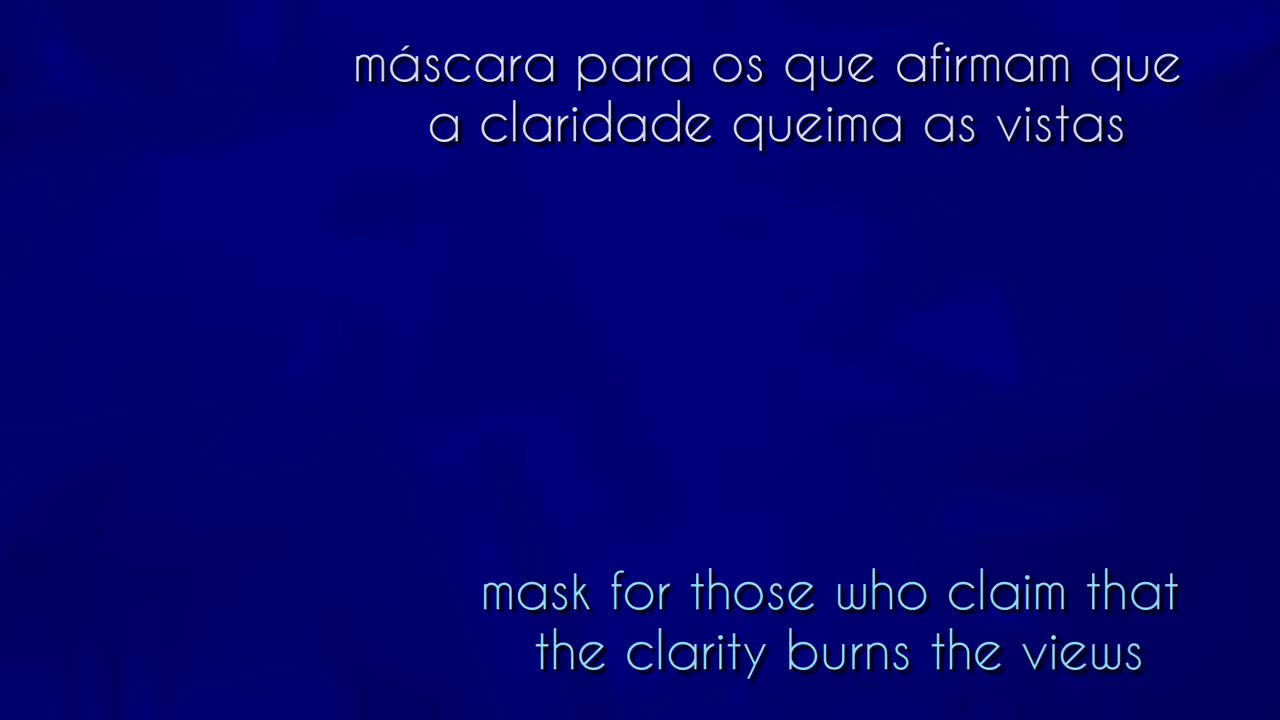 máscara para os que afirmam que
a claridade queima as vistas
mask for those who claim that
the clarity burns the views